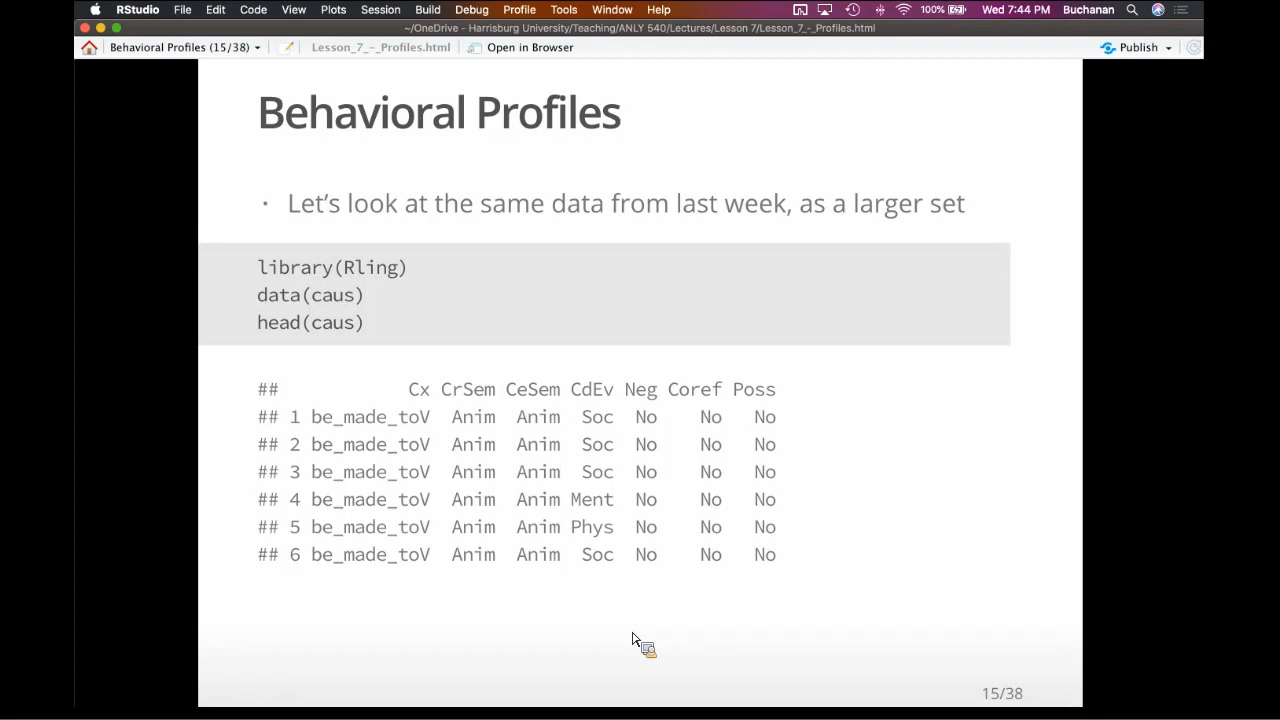 RStudio File Edit Code View Plots Session Build Debug Profile Tools Window Help 100% Wed 7:44 PM Buchanan
~/OneDrive - Harrisburg University/Teaching/ANLY 540/Lectures/Lesson 7/Lesson_7_-_Profiles.html
Behavioral Profiles (15/38) Lesson_7_-_Profiles.html Open in Browser Publish
Behavioral Profiles
• Let's look at the same data from last week, as a larger set
library(Rling)
data(caus)
head(caus)
## Cx CrSem CeSem CdEv Neg Coref Poss
## 1 be_made_toV Anim Anim Soc No No No
## 2 be_made_toV Anim Anim Soc No No No
## 3 be_made_toV Anim Anim Soc No No No
## 4 be_made_toV Anim Anim Ment No No No
## 5 be_made_toV Anim Anim Phys No No No
## 6 be_made_toV Anim Anim Soc No No No
15/38